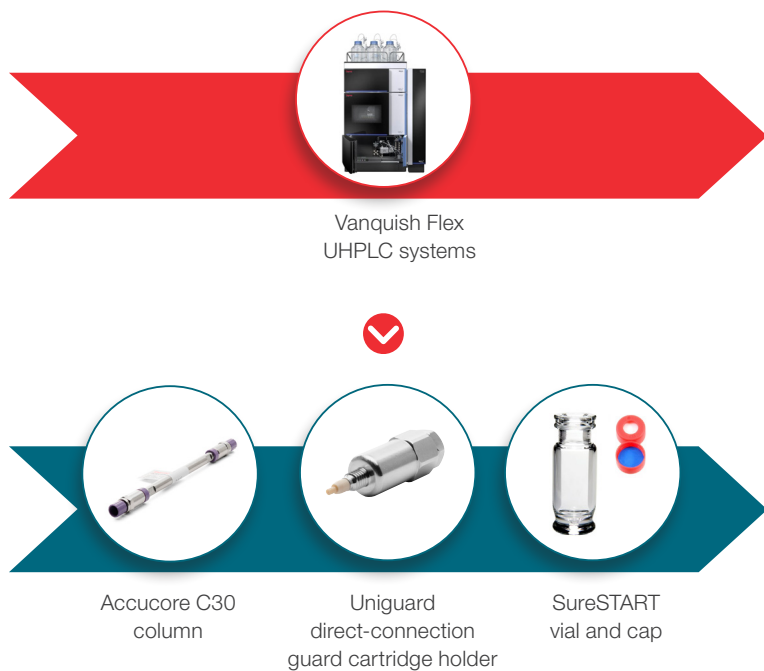 Vanquish Flex
UHPLC systems
Accucore C30
column
Uniguard
direct-connection
guard cartridge holder
SureSTART
vial and cap